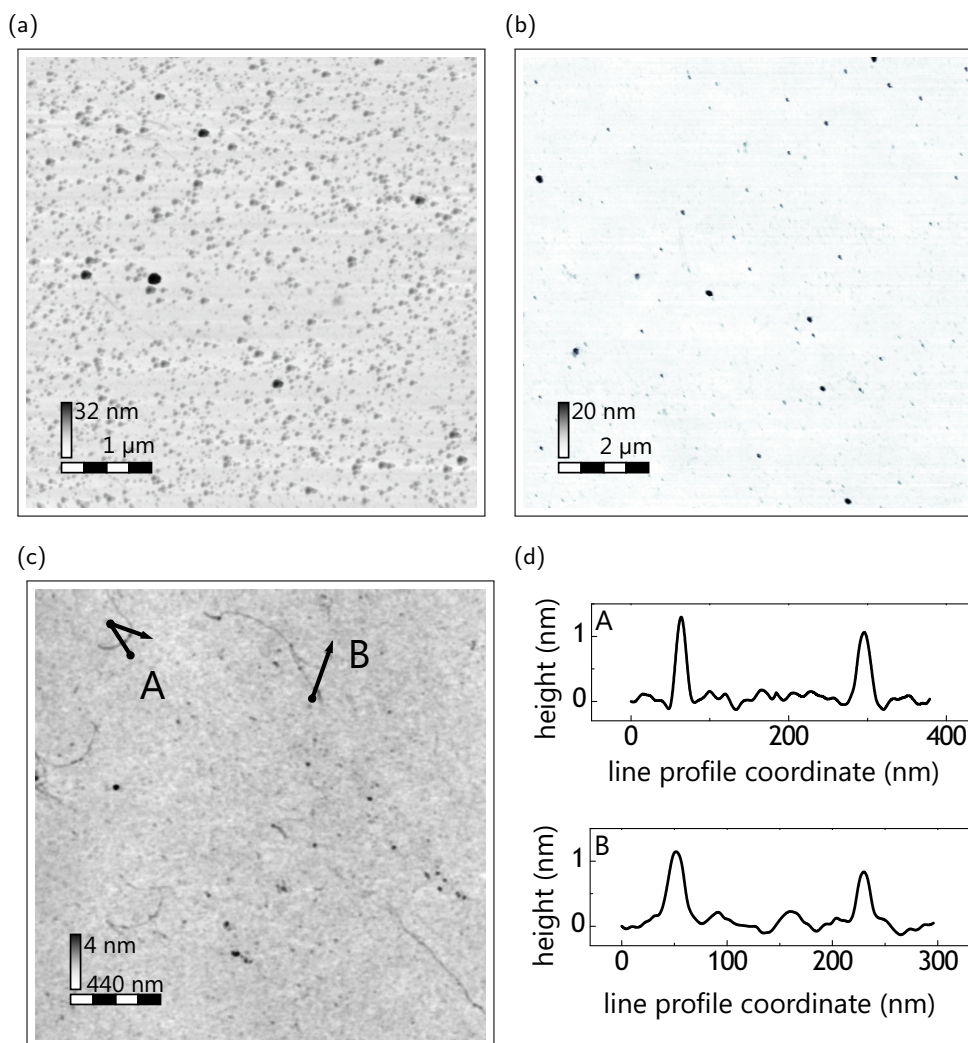 (a)
(b)
32 nm
1 µm
20 nm
2 µm
(c)
(d)
A
B
4 nm
440 nm
A
height (nm)
1
0
0
200
400
line profile coordinate (nm)
B
height (nm)
1
0
0
100
200
300
line profile coordinate (nm)